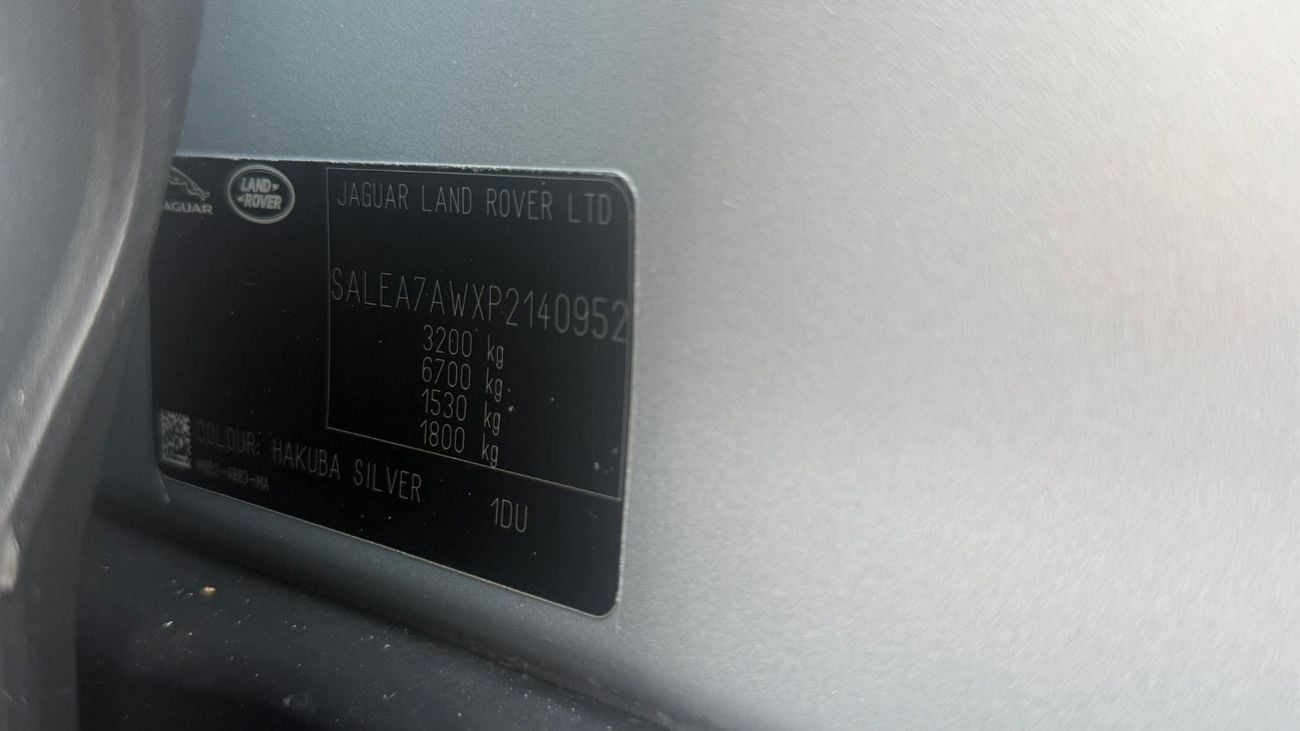 JAGUAR
LAND ROVER
JAGUAR LAND ROVER LTD
SALEA7AWXP2140952
3200 kg
6700 kg
1530 kg
1800 kg
COLOUR: HAKUBA SILVER 1DU